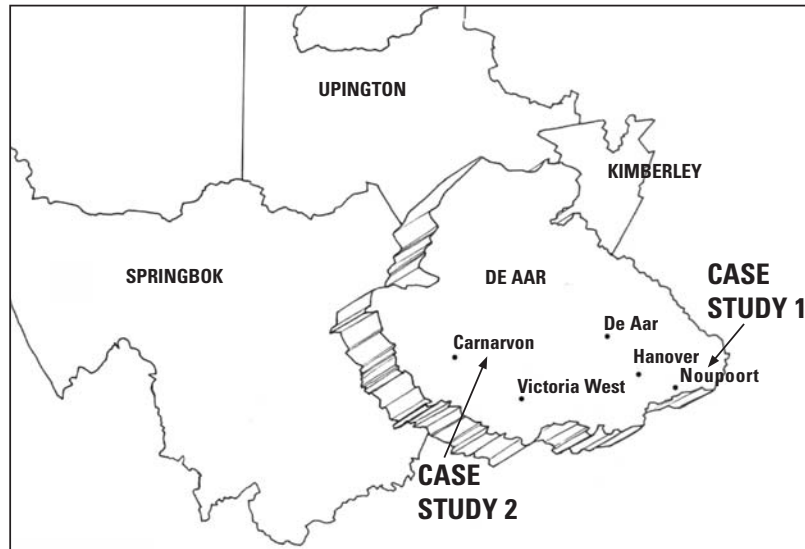 UPINGTON
KIMBERLEY
SPRINGBOK
DE AAR
CASE
STUDY 1
De Aar
Carnarvon
Hanover
Noupoort
Victoria West
CASE
STUDY 2